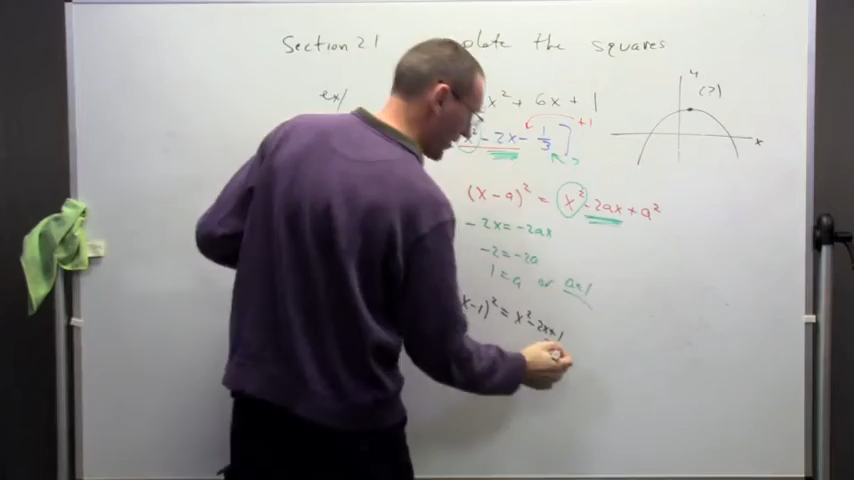 Section 2.1 plete the squares
ex/ x² + 6x + 1
y
(?)
x² - 2x - 1/3 ] +1
?
x
(x - a)² = x² - 2ax + a²
- 2x = -2ax
-2 = -2a
1 = a or a = 1
x - 1)² = x² - 2x + 1